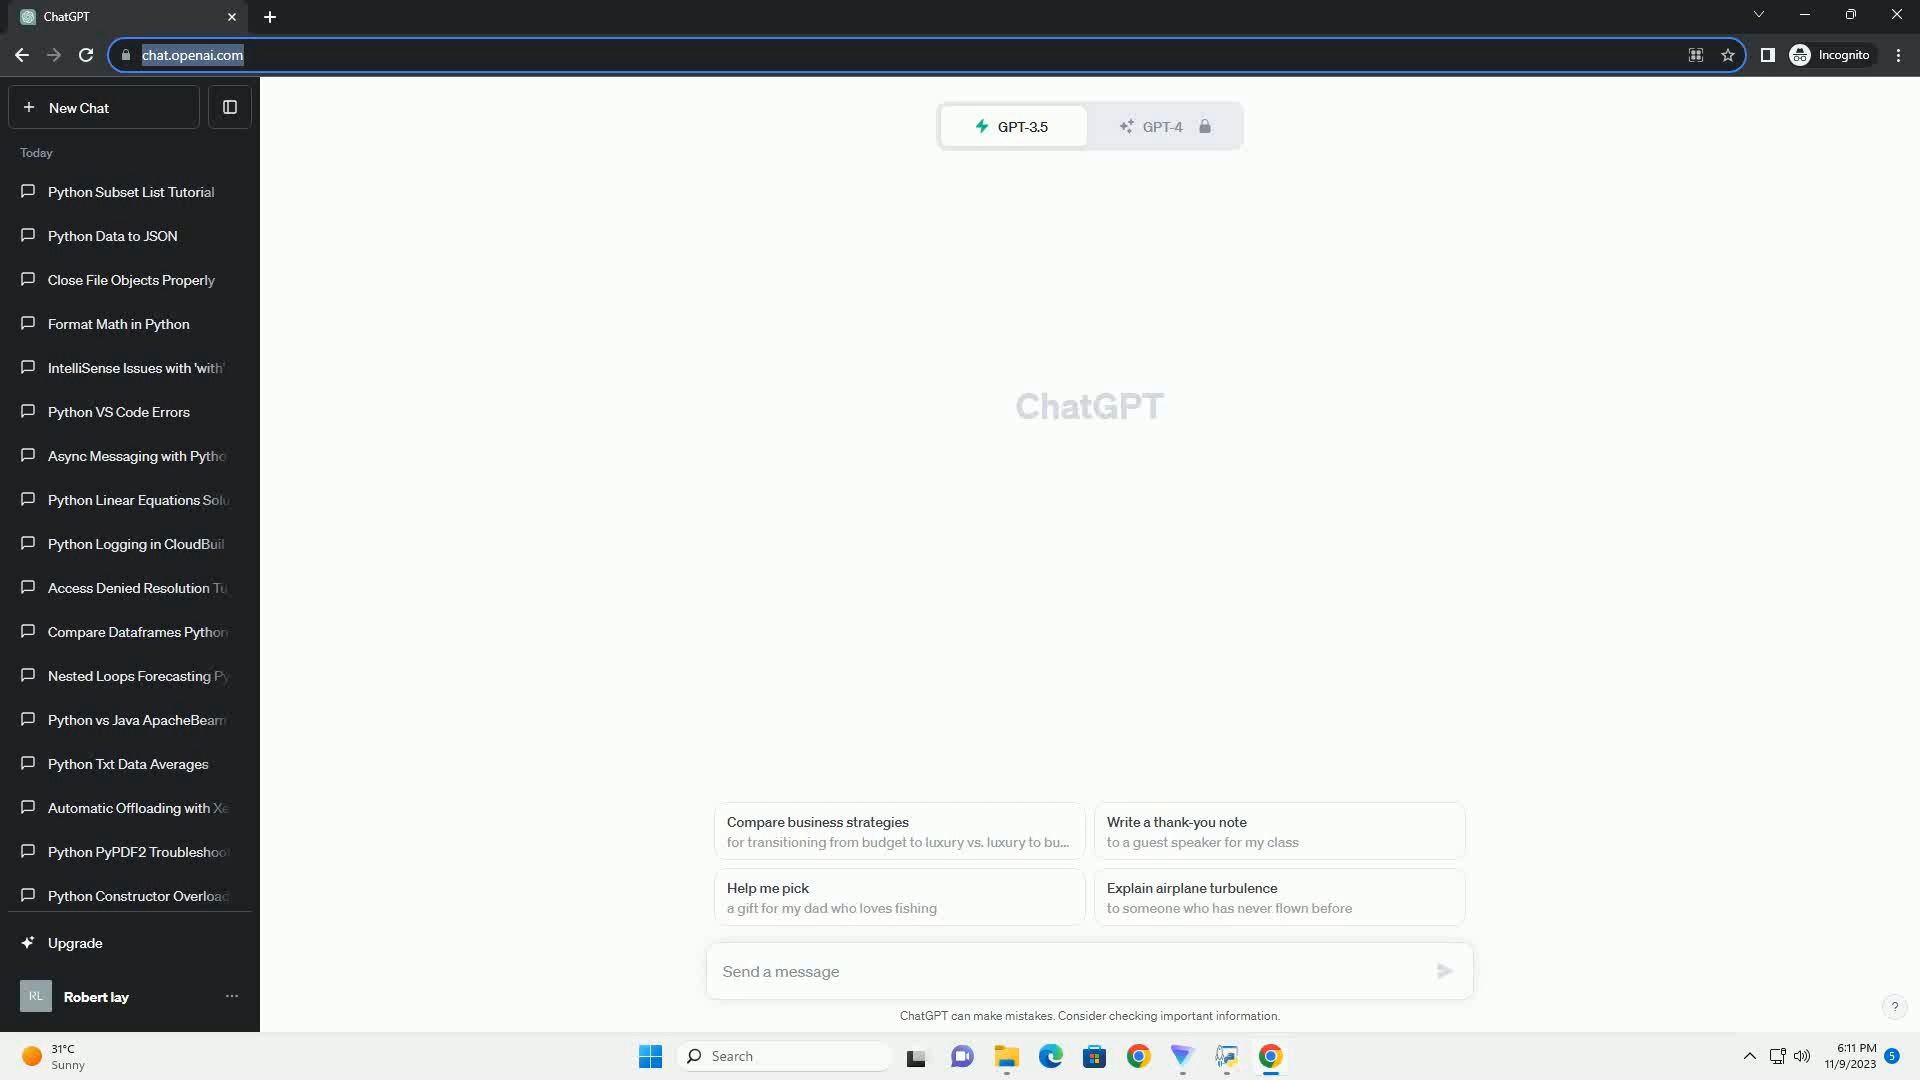 ChatGPT
chat.openai.com
Incognito
New Chat
Today
Python Subset List Tutorial
Python Data to JSON
Close File Objects Properly
Format Math in Python
IntelliSense Issues with 'with'
Python VS Code Errors
Async Messaging with Pytho
Python Linear Equations Solu
Python Logging in CloudBuil
Access Denied Resolution Tu
Compare Dataframes Python
Nested Loops Forecasting Py
Python vs Java ApacheBeam
Python Txt Data Averages
Automatic Offloading with Xe
Python PyPDF2 Troubleshoot
Python Constructor Overload
Upgrade
RL
Robert lay
GPT-3.5
GPT-4
ChatGPT
Compare business strategies
for transitioning from budget to luxury vs. luxury to bu...
Write a thank-you note
to a guest speaker for my class
Help me pick
a gift for my dad who loves fishing
Explain airplane turbulence
to someone who has never flown before
Send a message
ChatGPT can make mistakes. Consider checking important information.
?
31°C
Sunny
Search
6:11 PM
11/9/2023
5